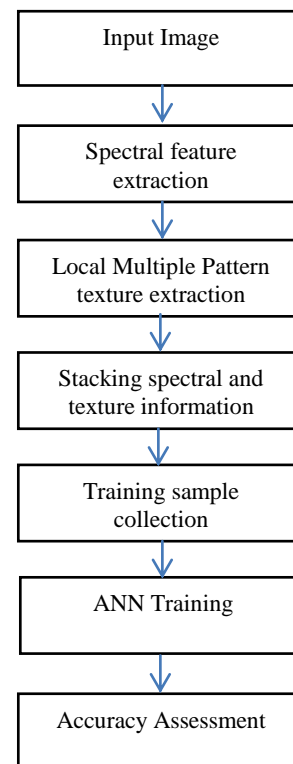 Input Image
Spectral feature
extraction
Local Multiple Pattern
texture extraction
Stacking spectral and
texture information
Training sample
collection
ANN Training
Accuracy Assessment